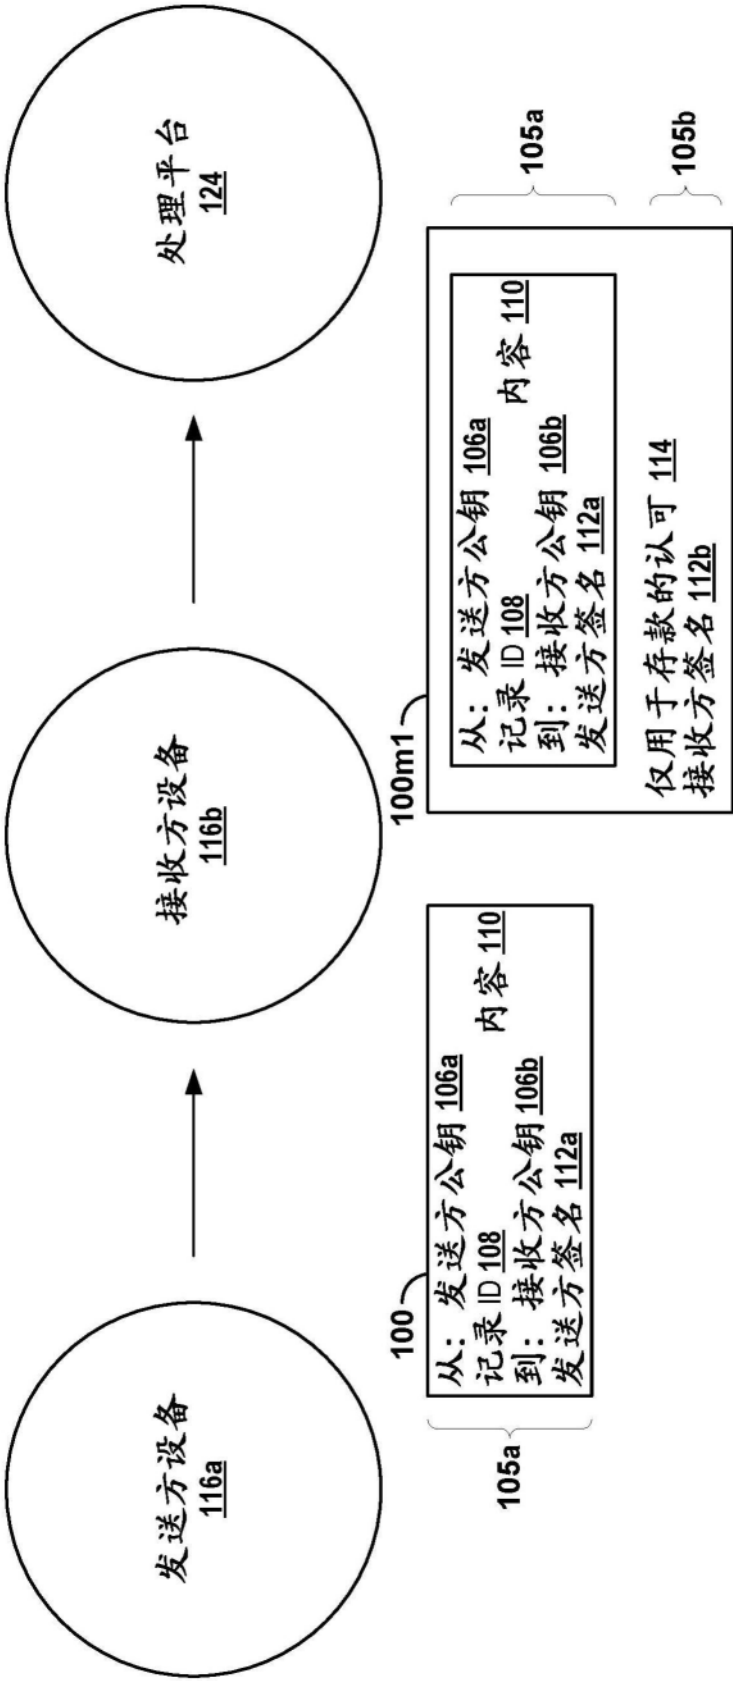 发送方设备
116a
接收方设备
116b
处理平台
124
100
105a
从：发送方公钥 106a
记录 ID 108
内容 110
到：接收方公钥 106b
发送方签名 112a
100m1
从：发送方公钥 106a
记录 ID 108
内容 110
到：接收方公钥 106b
发送方签名 112a
105a
仅用于存款的认可 114
接收方签名 112b
105b